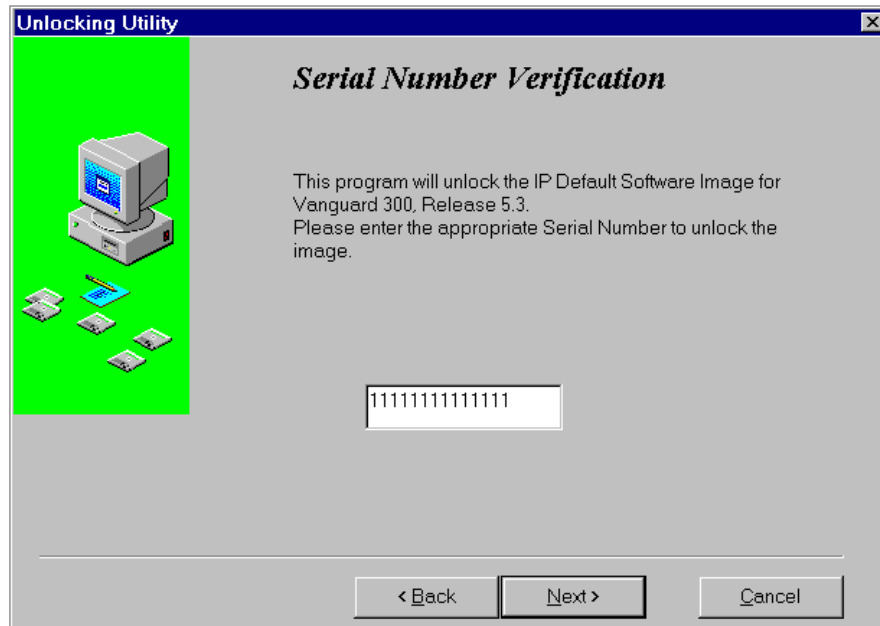 Unlocking Utility
Serial Number Verification
This program will unlock the IP Default Software Image for
Vanguard 300, Release 5.3.
Please enter the appropriate Serial Number to unlock the
image.
11111111111111
< Back
Next >
Cancel